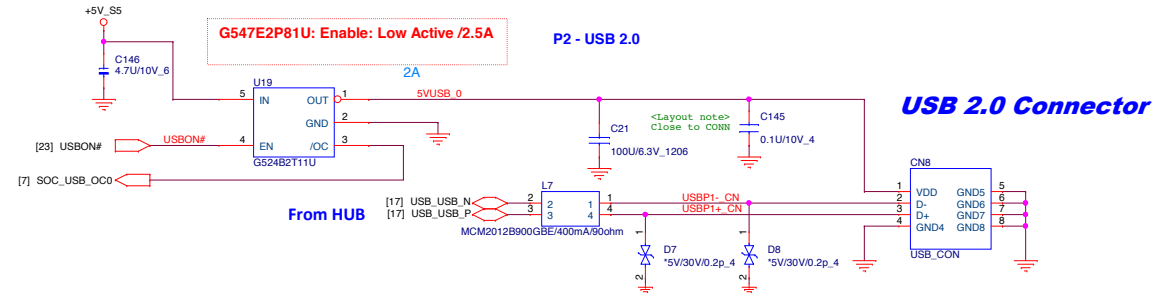 +5V_S5
G547E2P81U: Enable: Low Active /2.5A
P2 - USB 2.0
C146
4.7U/10V_6
2A
U19
5 IN OUT 1 5VUSB_0
GND 2
[23] USBON# USBON# 4 EN /OC 3
G524B2T11U
[7] SOC_USB_OC0
<Layout note>
Close to CONN
C21
100U/6.3V_1206
C145
0.1U/10V_4
USB 2.0 Connector
CN8
From HUB
L7
[17] USB_USB_N 2 2 1 1 USBP1-_CN
[17] USB_USB_P 3 3 4 4 USBP1+_CN
MCM2012B900GBE/400mA/90ohm
1 VDD GND5 5
2 D- GND6 6
3 D+ GND7 7
4 GND4 GND8 8
USB_CON
1
D7
*5V/30V/0.2p_4
2
1
D8
*5V/30V/0.2p_4
2